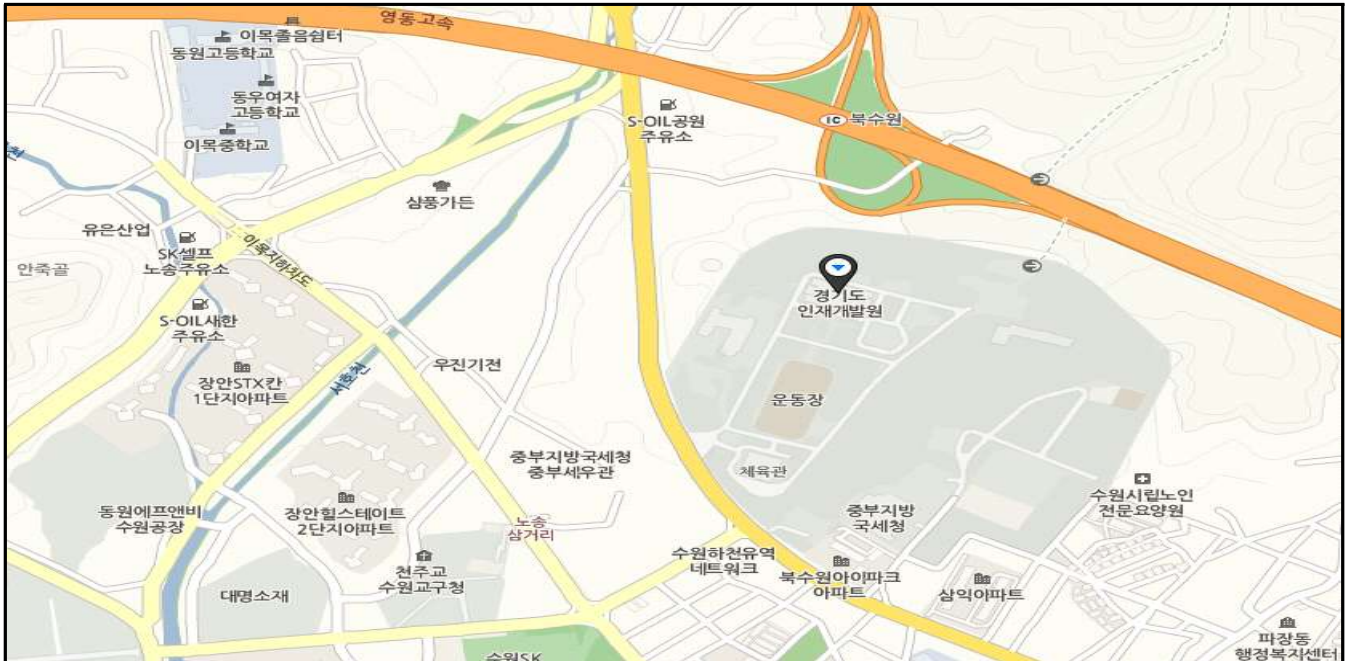 영동고속
이목졸음쉼터
동원고등학교
동우여자
고등학교
이목중학교
S-OIL공원
주유소
IC 북수원
천
삼풍가든
유은산업
SK셀프
노송주유소
안죽골
이목지하차도
경기도
인재개발원
S-OIL새한
주유소
우진기전
장안STX칸
1단지아파트
서호천
운동장
중부지방국세청
중부세우관
체육관
수원시립노인
전문요양원
동원에프앤비
수원공장
장안힐스테이트
2단지아파트
노송
삼거리
중부지방
국세청
수원하천유역
네트워크
천주교
수원교구청
북수원아이파크
아파트
삼익아파트
대명소재
파장동
행정복지센터
수원SK